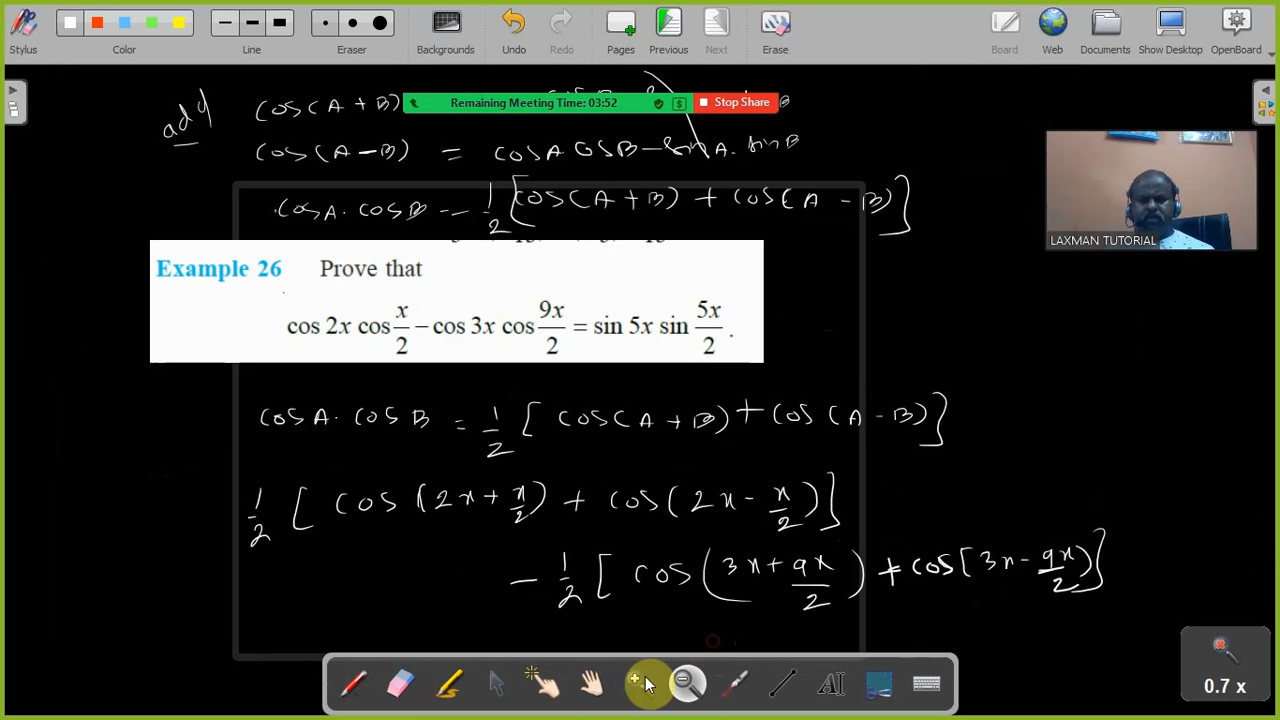 Stylus Color Line Eraser Backgrounds Undo Redo Pages Previous Next Erase Board Web Documents Show Desktop OpenBoard
Remaining Meeting Time: 03:52 Stop Share
add cos(A + B)
cos(A - B) = cosA cosB - sinA. sinB
cosA. cosB = 1/2 [cos(A + B) + cos(A - B)]
LAXMAN TUTORIAL
Example 26 Prove that
cos 2x cos x/2 - cos 3x cos 9x/2 = sin 5x sin 5x/2 .
cosA. cosB = 1/2 [cos(A + B) + cos(A - B)]
1/2 [cos(2x + x/2) + cos(2x - x/2)]
- 1/2 [cos(3x + 9x/2) + cos(3x - 9x/2)]
0.7 x